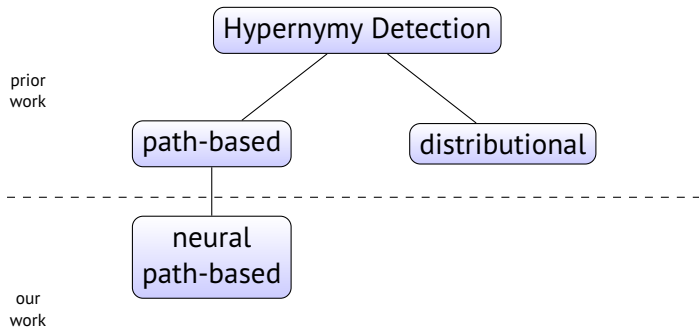 Hypernymy Detection
prior
work
path-based
distributional
neural
path-based
our
work